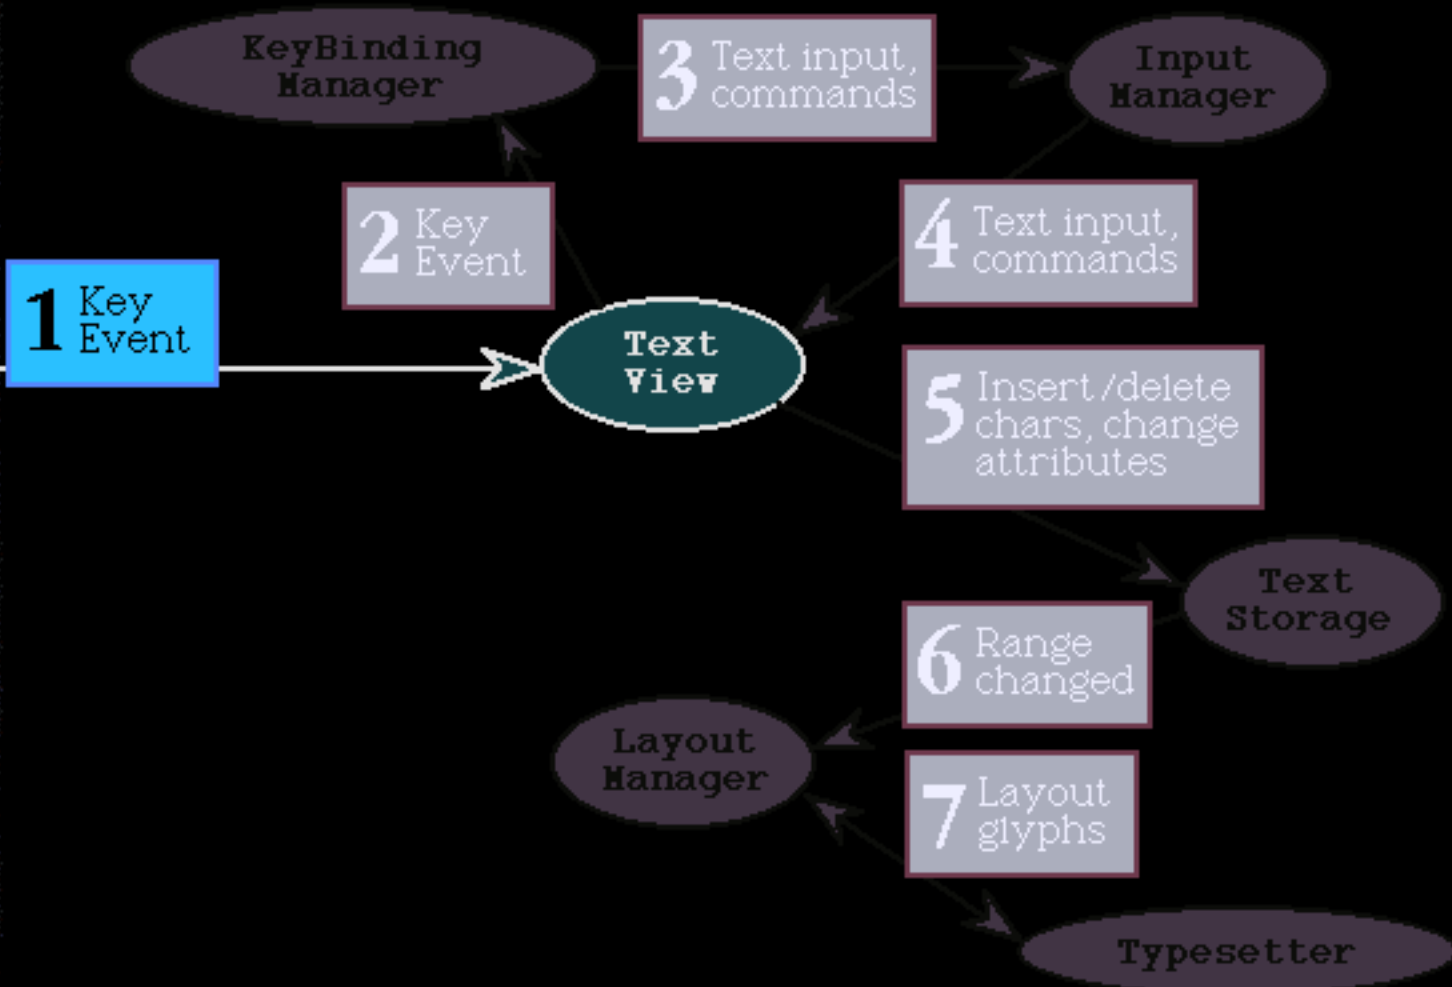 KeyBinding
Manager
3 Text input,
commands
Input
Manager
2 Key
Event
4 Text input,
commands
1 Key
Event
Text
View
5 Insert/delete
chars, change
attributes
Text
Storage
6 Range
changed
Layout
Manager
7 Layout
glyphs
Typesetter